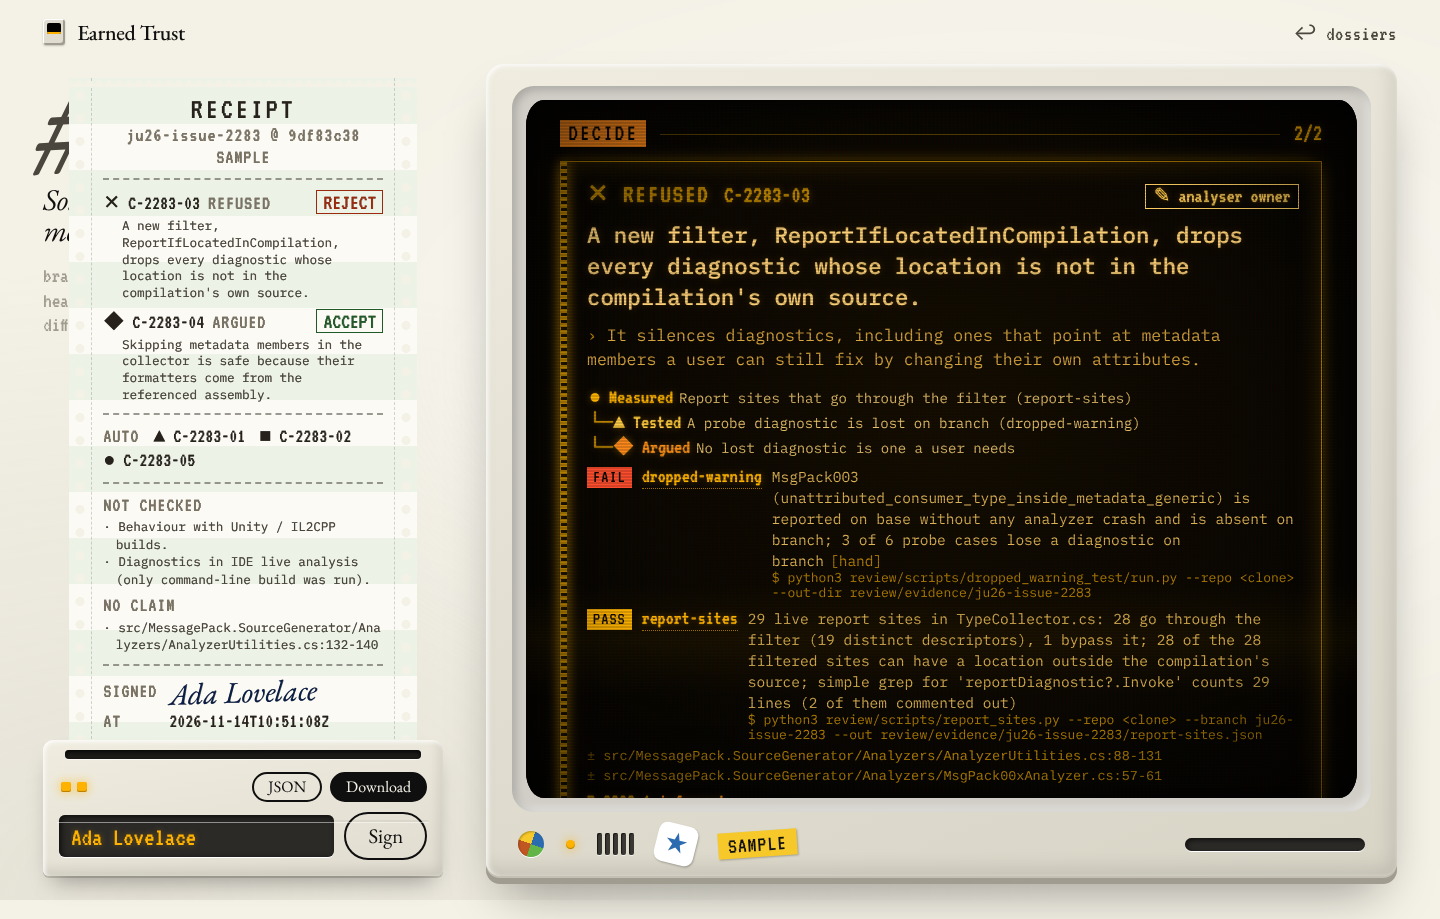 Earned Trust
dossiers
#
So
mo
bra
hea
diff
RECEIPT
ju26-issue-2283 @ 9df83c38
SAMPLE
✕ C-2283-03 REFUSED REJECT
A new filter,
ReportIfLocatedInCompilation,
drops every diagnostic whose
location is not in the
compilation's own source.
◆ C-2283-04 ARGUED ACCEPT
Skipping metadata members in the
collector is safe because their
formatters come from the
referenced assembly.
AUTO ▲ C-2283-01 ■ C-2283-02
● C-2283-05
NOT CHECKED
· Behaviour with Unity / IL2CPP
builds.
· Diagnostics in IDE live analysis
(only command-line build was run).
NO CLAIM
· src/MessagePack.SourceGenerator/Ana
lyzers/AnalyzerUtilities.cs:132-140
SIGNED Ada Lovelace
AT 2026-11-14T10:51:08Z
JSON Download
Ada Lovelace Sign
DECIDE 2/2
✕ REFUSED C-2283-03 ✎ analyser owner
A new filter, ReportIfLocatedInCompilation, drops
every diagnostic whose location is not in the
compilation's own source.
› It silences diagnostics, including ones that point at metadata
members a user can still fix by changing their own attributes.
● Measured Report sites that go through the filter (report-sites)
└─▲ Tested A probe diagnostic is lost on branch (dropped-warning)
└─◆ Argued No lost diagnostic is one a user needs
FAIL dropped-warning MsgPack003
(unattributed_consumer_type_inside_metadata_generic) is
reported on base without any analyzer crash and is absent on
branch; 3 of 6 probe cases lose a diagnostic on
branch [hand]
$ python3 review/scripts/dropped_warning_test/run.py --repo <clone>
--out-dir review/evidence/ju26-issue-2283
PASS report-sites 29 live report sites in TypeCollector.cs: 28 go through the
filter (19 distinct descriptors), 1 bypass it; 28 of the 28
filtered sites can have a location outside the compilation's
source; simple grep for 'reportDiagnostic?.Invoke' counts 29
lines (2 of them commented out)
$ python3 review/scripts/report_sites.py --repo <clone> --branch ju26-
issue-2283 --out review/evidence/ju26-issue-2283/report-sites.json
± src/MessagePack.SourceGenerator/Analyzers/AnalyzerUtilities.cs:88-131
± src/MessagePack.SourceGenerator/Analyzers/MsgPack00xAnalyzer.cs:57-61
SAMPLE